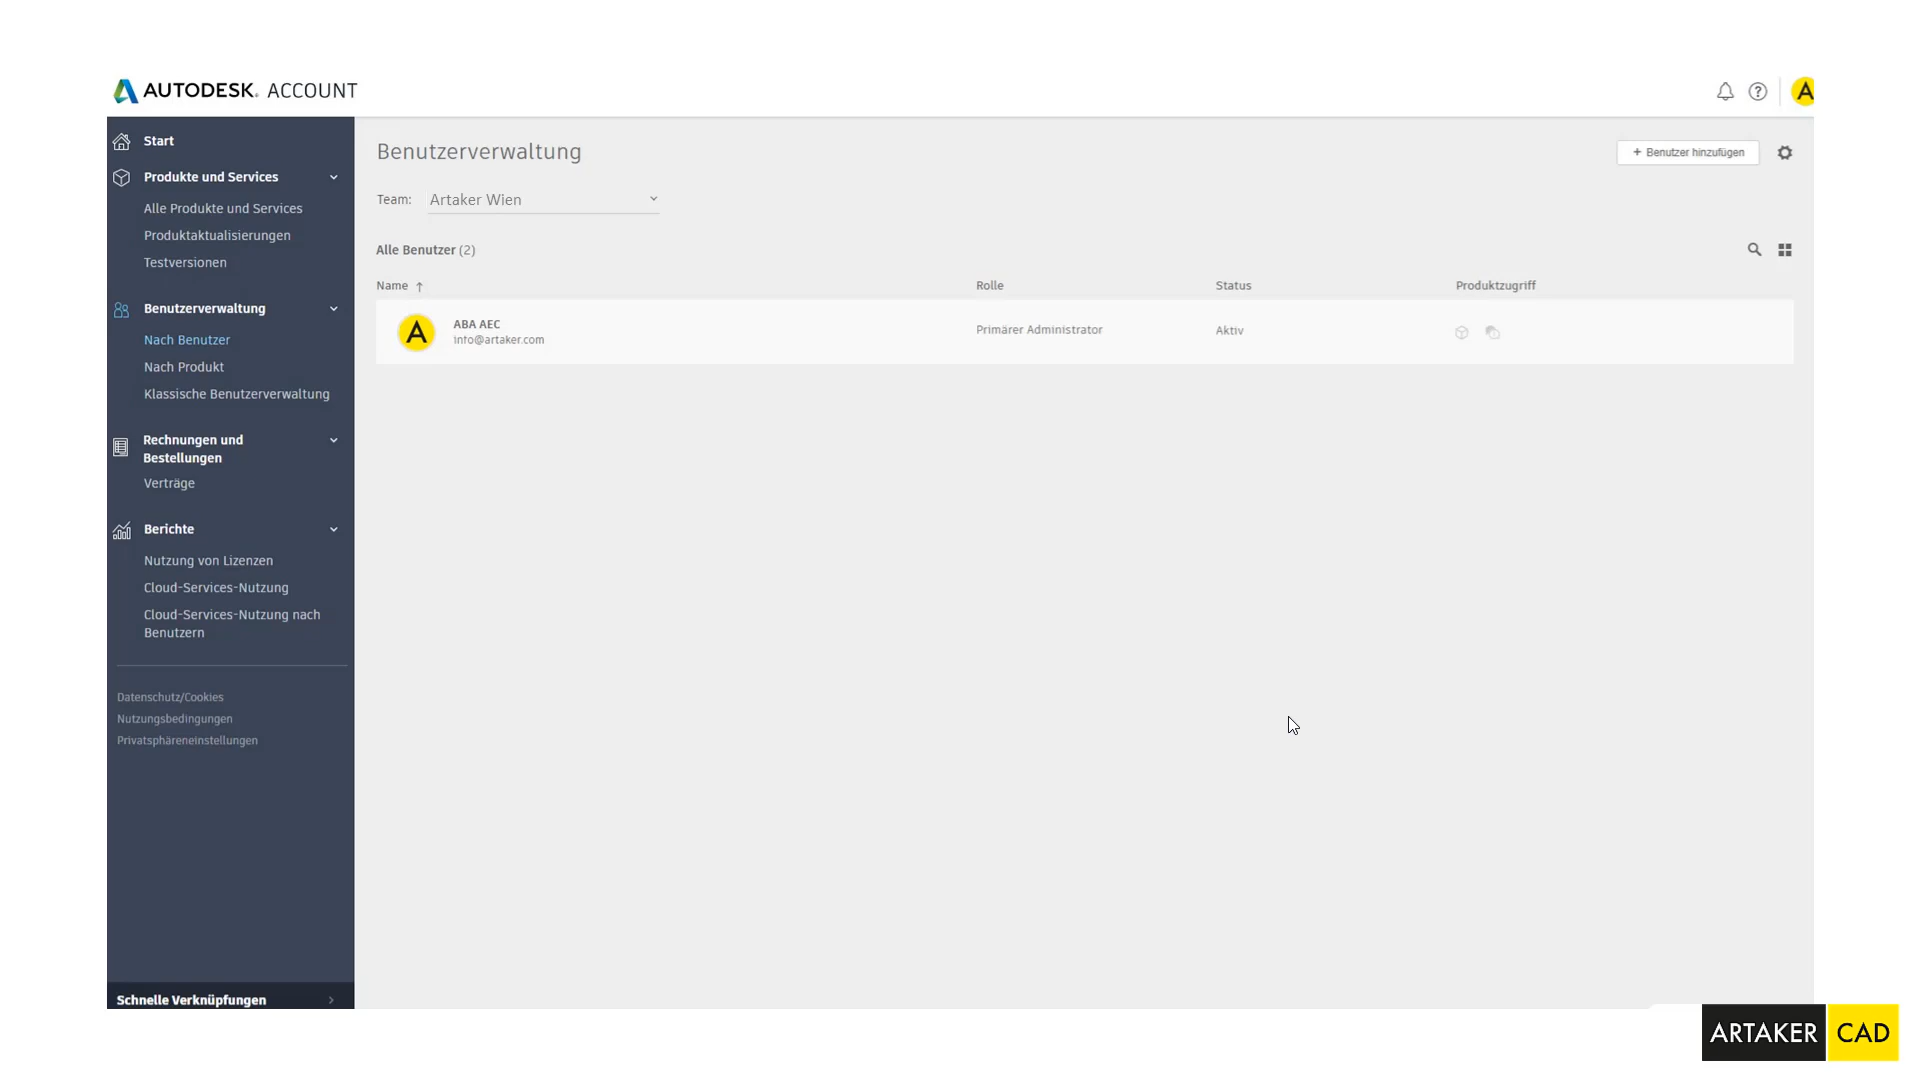 AUTODESK. ACCOUNT
A
Start
Produkte und Services
Alle Produkte und Services
Produktaktualisierungen
Testversionen
Benutzerverwaltung
Nach Benutzer
Nach Produkt
Klassische Benutzerverwaltung
Rechnungen und
Bestellungen
Verträge
Berichte
Nutzung von Lizenzen
Cloud-Services-Nutzung
Cloud-Services-Nutzung nach
Benutzern
Datenschutz/Cookies
Nutzungsbedingungen
Privatsphäreneinstellungen
Schnelle Verknüpfungen
Benutzerverwaltung
+ Benutzer hinzufügen
Team: Artaker Wien
Alle Benutzer (2)
Name ↑ Rolle Status Produktzugriff
A
ABA AEC
info@artaker.com
Primärer Administrator
Aktiv
ARTAKER CAD